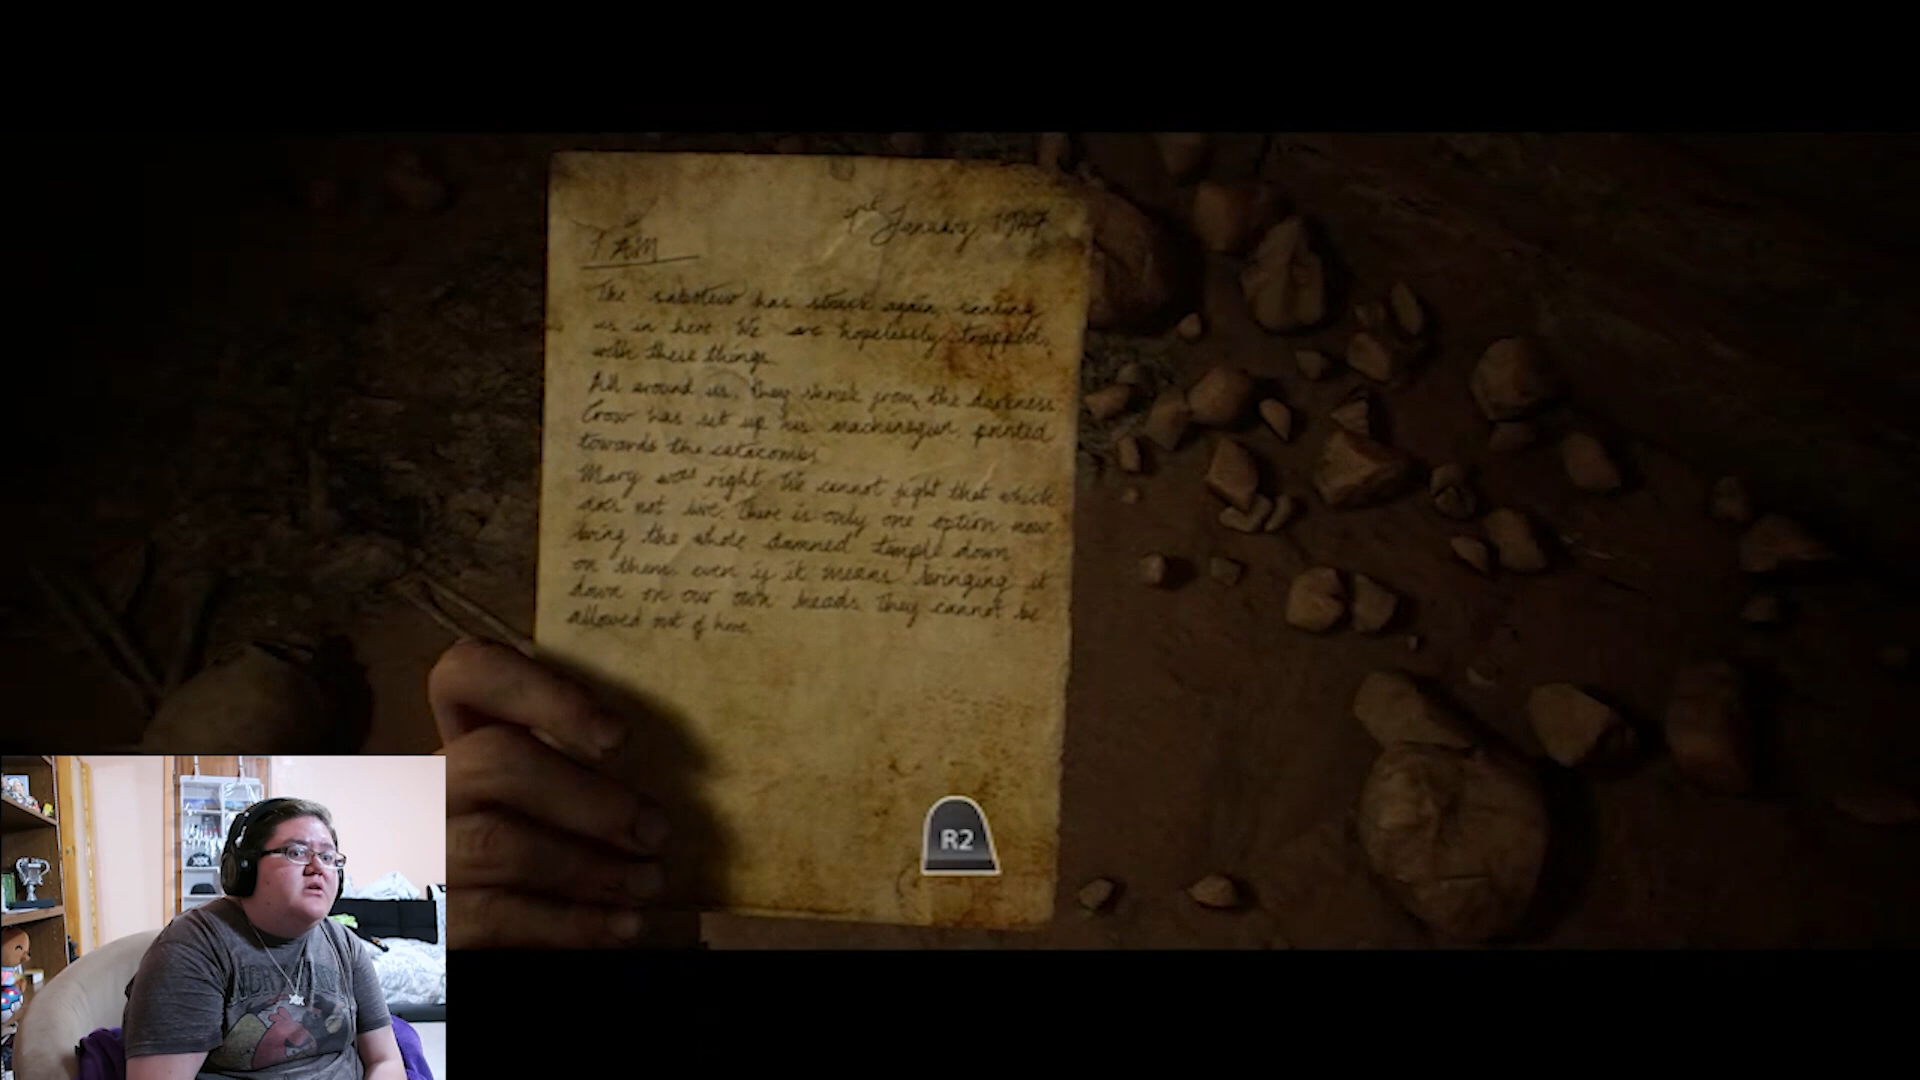 January, 1947
1 AM
The saboteur has struck again, sealing
us in here. We are hopelessly trapped,
with these things.
All around us, they shriek from the darkness
Crow has set up his machinegun, pointed
towards the catacombs
Mary was right. We cannot fight that which
does not live. There is only one option now
bring the whole damned temple down
on them, even if it means bringing it
down on our own heads. They cannot be
allowed out of here.
R2